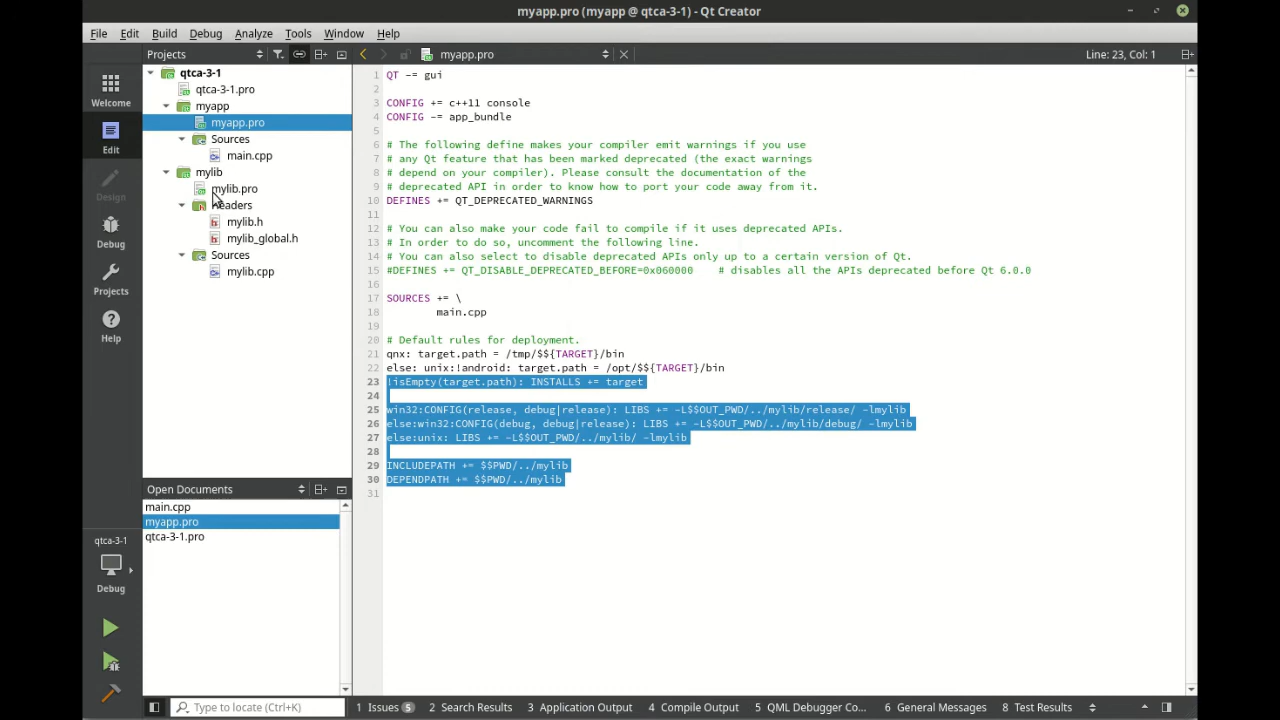 myapp.pro (myapp @ qtca-3-1) - Qt Creator
File Edit Build Debug Analyze Tools Window Help
Projects
myapp.pro
Line: 23, Col: 1
Welcome
Edit
Design
Debug
Projects
Help
qtca-3-1
Debug
qtca-3-1
qtca-3-1.pro
myapp
myapp.pro
Sources
main.cpp
mylib
mylib.pro
Headers
mylib.h
mylib_global.h
Sources
mylib.cpp
Open Documents
main.cpp
myapp.pro
qtca-3-1.pro
1 QT -= gui
2
3 CONFIG += c++11 console
4 CONFIG -= app_bundle
5
6 # The following define makes your compiler emit warnings if you use
7 # any Qt feature that has been marked deprecated (the exact warnings
8 # depend on your compiler). Please consult the documentation of the
9 # deprecated API in order to know how to port your code away from it.
10 DEFINES += QT_DEPRECATED_WARNINGS
11
12 # You can also make your code fail to compile if it uses deprecated APIs.
13 # In order to do so, uncomment the following line.
14 # You can also select to disable deprecated APIs only up to a certain version of Qt.
15 #DEFINES += QT_DISABLE_DEPRECATED_BEFORE=0x060000    # disables all the APIs deprecated before Qt 6.0.0
16
17 SOURCES += \
18 main.cpp
19
20 # Default rules for deployment.
21 qnx: target.path = /tmp/$${TARGET}/bin
22 else: unix:!android: target.path = /opt/$${TARGET}/bin
23 !isEmpty(target.path): INSTALLS += target
24
25 win32:CONFIG(release, debug|release): LIBS += -L$$OUT_PWD/../mylib/release/ -lmylib
26 else:win32:CONFIG(debug, debug|release): LIBS += -L$$OUT_PWD/../mylib/debug/ -lmylib
27 else:unix: LIBS += -L$$OUT_PWD/../mylib/ -lmylib
28
29 INCLUDEPATH += $$PWD/../mylib
30 DEPENDPATH += $$PWD/../mylib
31
Type to locate (Ctrl+K)
1 Issues 5 2 Search Results 3 Application Output 4 Compile Output 5 QML Debugger Co... 6 General Messages 8 Test Results